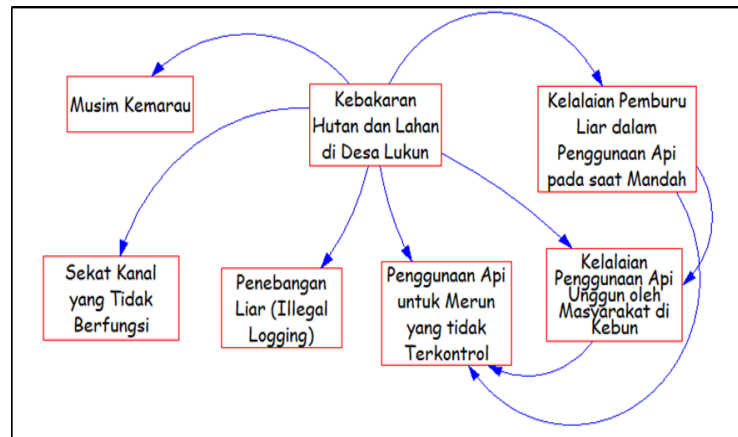 Musim Kemarau
Kebakaran
Hutan dan Lahan
di Desa Lukun
Kelalaian Pemburu
Liar dalam
Penggunaan Api
pada saat Mandah
Sekat Kanal
yang Tidak
Berfungsi
Penebangan
Liar (Illegal
Logging)
Penggunaan Api
untuk Merun
yang tidak
Terkontrol
Kelalaian
Penggunaan Api
Unggun oleh
Masyarakat di
Kebun